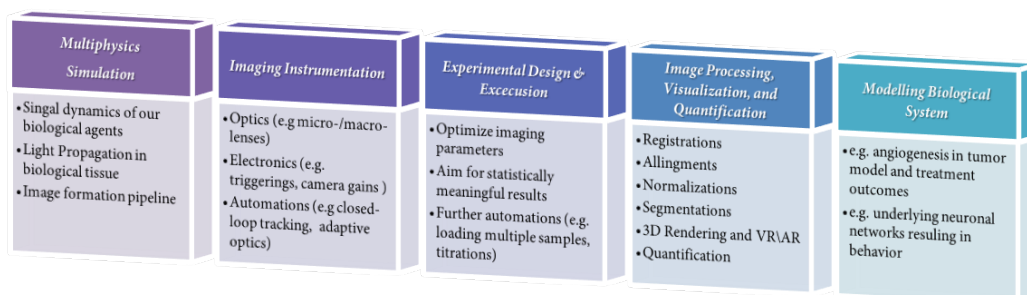 Multiphysics
Simulation
•Singal dynamics of our
biological agents
•Light Propagation in
biological tissue
•Image formation pipeline
Imaging Instrumentation
•Optics (e.g micro-/macro-
lenses)
•Electronics (e.g.
triggerings, camera gains )
•Automations (e.g closed-
loop tracking, adaptive
optics)
Experimental Design &
Excecusion
•Optimize imaging
parameters
•Aim for statistically
meaningful results
•Further automations (e.g.
loading multiple samples,
titrations)
Image Processing,
Visualization, and
Quantification
•Registrations
•Allingments
•Normalizations
•Segmentations
•3D Rendering and VR\AR
•Quantification
Modelling Biological
System
•e.g. angiogenesis in tumor
model and treatment
outcomes
•e.g. underlying neuronal
networks resuling in
behavior